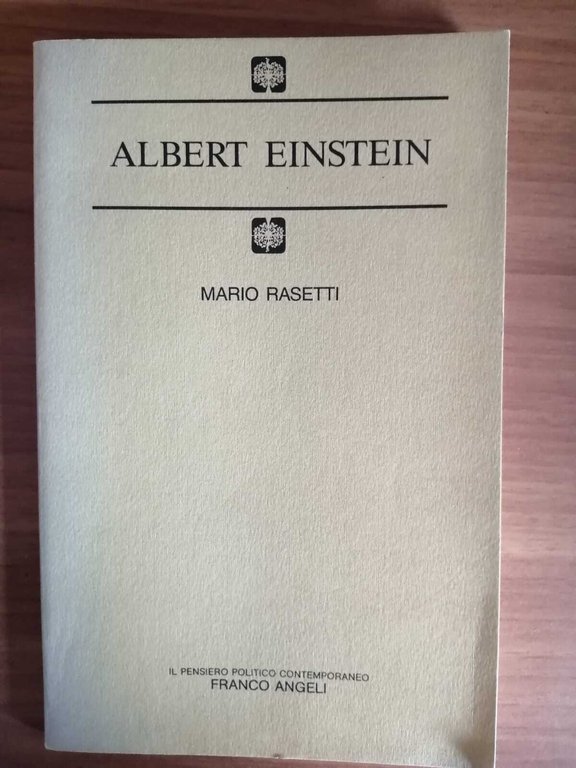 ALBERT EINSTEIN
MARIO RASETTI
IL PENSIERO POLITICO CONTEMPORANEO
FRANCO ANGELI